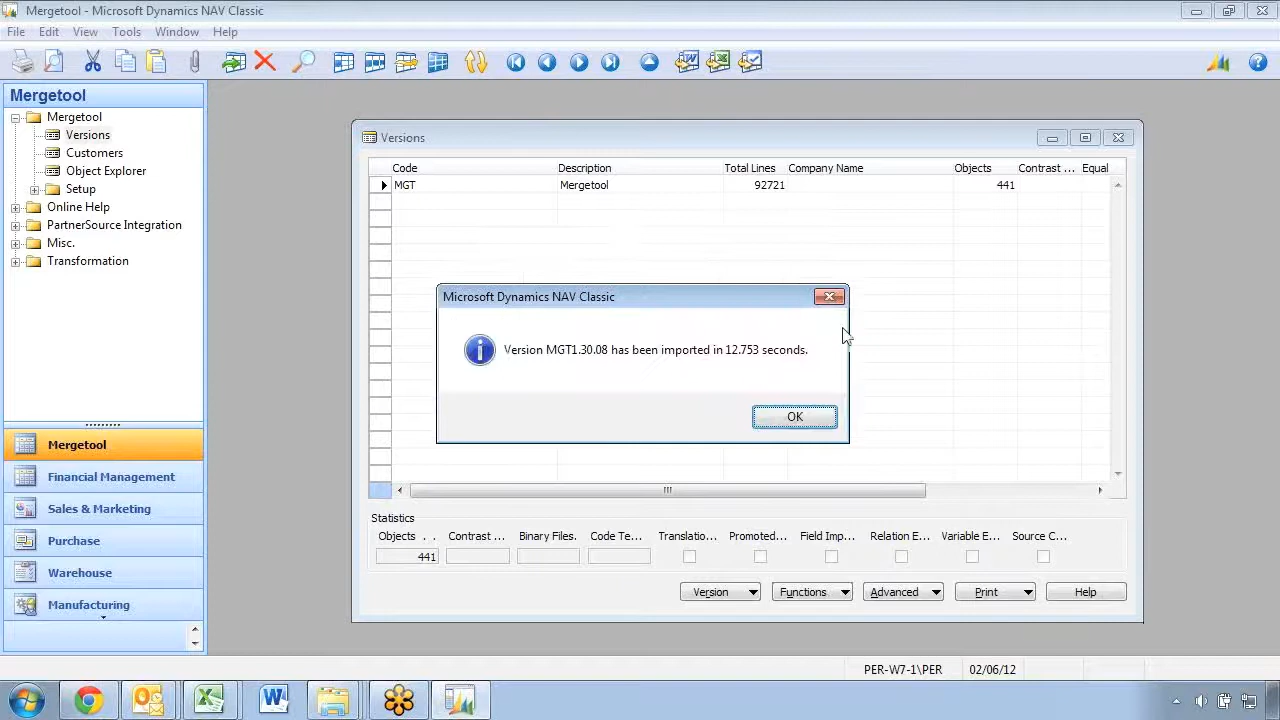 Mergetool - Microsoft Dynamics NAV Classic
File Edit View Tools Window Help
Mergetool
Mergetool
Versions
Customers
Object Explorer
Setup
Online Help
PartnerSource Integration
Misc.
Transformation
Mergetool
Financial Management
Sales & Marketing
Purchase
Warehouse
Manufacturing
Versions
Code Description Total Lines Company Name Objects Contrast ... Equal
MGT Mergetool 92721 441
Microsoft Dynamics NAV Classic
Version MGT1.30.08 has been imported in 12.753 seconds.
OK
Statistics
Objects . . Contrast ... Binary Files. Code Te... Translatio... Promoted... Field Imp... Relation E... Variable E... Source C...
441
Version Functions Advanced Print Help
PER-W7-1\PER 02/06/12